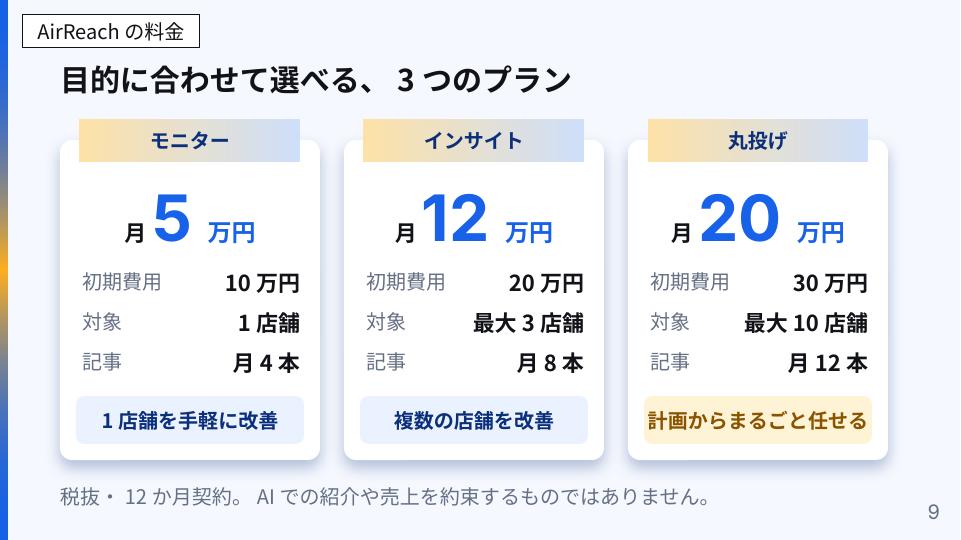 AirReach の料金
目的に合わせて選べる、 3 つのプラン
モニター
月 5 万円
初期費用 10 万円
対象 1 店舗
記事 月 4 本
1 店舗を手軽に改善
インサイト
月 12 万円
初期費用 20 万円
対象 最大 3 店舗
記事 月 8 本
複数の店舗を改善
丸投げ
月 20 万円
初期費用 30 万円
対象 最大 10 店舗
記事 月 12 本
計画からまるごと任せる
税抜・ 12 か月契約。 AI での紹介や売上を約束するものではありません。
9